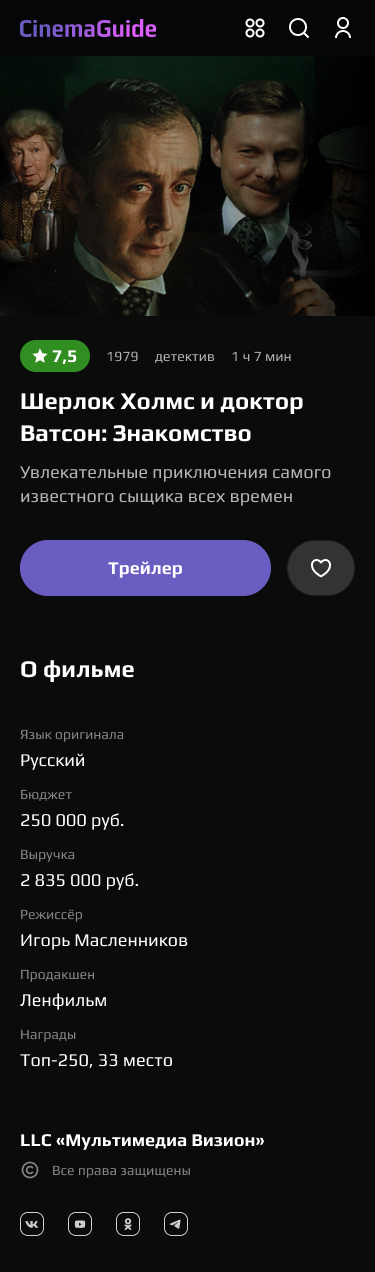 CinemaGuide
7,5 1979 детектив 1 ч 7 мин
Шерлок Холмс и доктор
Ватсон: Знакомство
Увлекательные приключения самого
известного сыщика всех времен
Трейлер
О фильме
Язык оригинала
Русский
Бюджет
250 000 руб.
Выручка
2 835 000 руб.
Режиссёр
Игорь Масленников
Продакшен
Ленфильм
Награды
Топ-250, 33 место
LLC «Мультимедиа Визион»
© Все права защищены